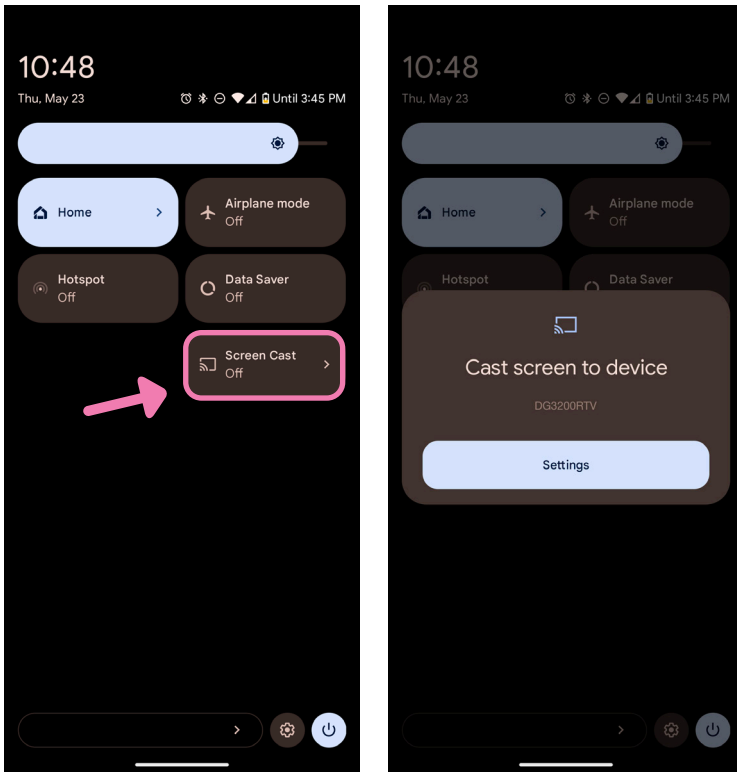 10:48
Thu, May 23
Until 3:45 PM
Home
Airplane mode
Off
Hotspot
Off
Data Saver
Off
Screen Cast
Off
10:48
Thu, May 23
Until 3:45 PM
Home
Airplane mode
Off
Hotspot
Data Saver
Cast screen to device
DG3200RTV
Settings